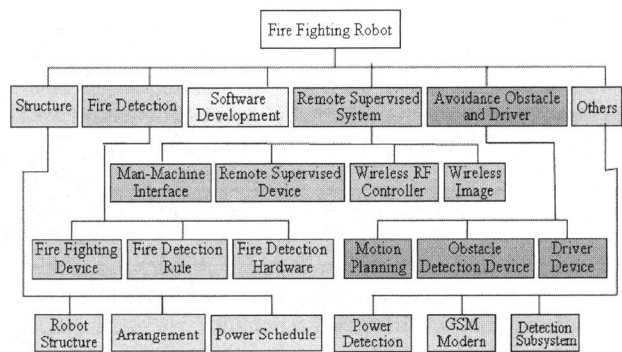 Fire Fighting Robot
Structure
Fire Detection
Software
Development
Remote Supervised
System
Avoidance Obstacle
and Driver
Others
Man-Machine
Interface
Remote Supervised
Device
Wireless RF
Controller
Wireless
Image
Fire Fighting
Device
Fire Detection
Rule
Fire Detection
Hardware
Motion
Planning
Obstacle
Detection Device
Driver
Device
Robot
Structure
Arrangement
Power Schedule
Power
Detection
GSM
Modern
Detection
Subsystem